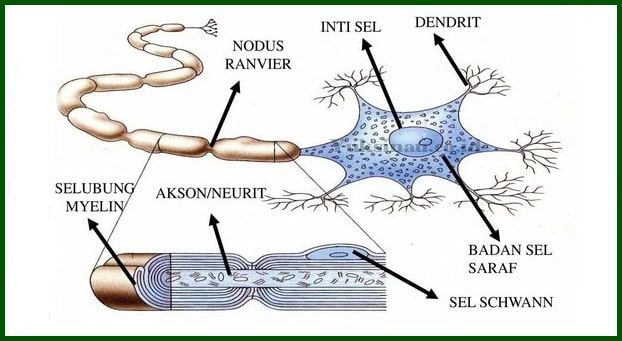 NODUS
RANVIER
INTI SEL
DENDRIT
SELUBUNG
MYELIN
AKSON/NEURIT
BADAN SEL
SARAF
SEL SCHWANN